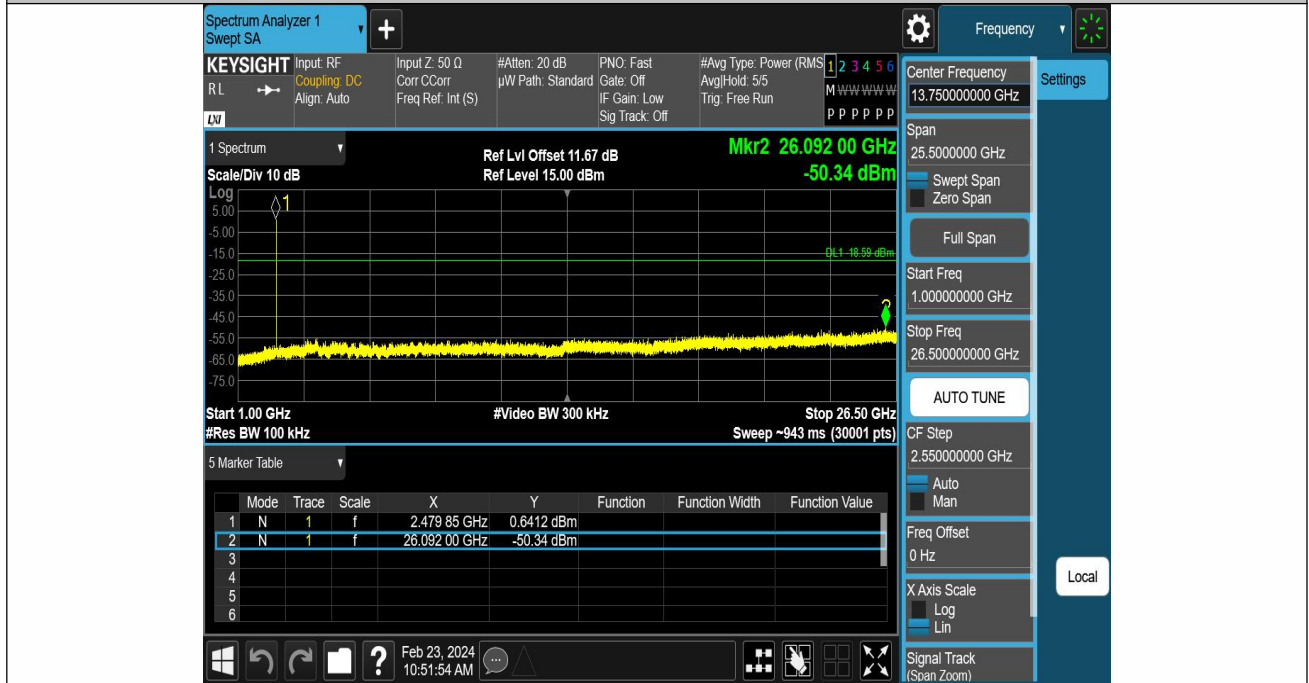 Spectrum Analyzer 1
Swept SA
+
Frequency
KEYSIGHT
RL
LXI
Input: RF
Coupling: DC
Align: Auto
Input Z: 50 Ω
Corr CCorr
Freq Ref: Int (S)
#Atten: 20 dB
µW Path: Standard
PNO: Fast
Gate: Off
IF Gain: Low
Sig Track: Off
#Avg Type: Power (RMS
Avg|Hold: 5/5
Trig: Free Run
1 2 3 4 5 6
M W W W W W
P P P P P P
1 Spectrum
Scale/Div 10 dB
Ref Lvl Offset 11.67 dB
Ref Level 15.00 dBm
Mkr2 26.092 00 GHz
-50.34 dBm
Log
5.00
-5.00
-15.0
-25.0
-35.0
-45.0
-55.0
-65.0
-75.0
1
DL1 -18.59 dBm
Start 1.00 GHz
#Video BW 300 kHz
Stop 26.50 GHz
#Res BW 100 kHz
Sweep ~943 ms (30001 pts)
5 Marker Table
Mode Trace Scale X Y Function Function Width Function Value
1 N 1 f 2.479 85 GHz 0.6412 dBm
2 N 1 f 26.092 00 GHz -50.34 dBm
3
4
5
6
?
Feb 23, 2024
10:51:54 AM
Center Frequency
13.750000000 GHz
Settings
Span
25.5000000 GHz
Swept Span
Zero Span
Full Span
Start Freq
1.000000000 GHz
Stop Freq
26.500000000 GHz
AUTO TUNE
CF Step
2.550000000 GHz
Auto
Man
Freq Offset
0 Hz
Local
X Axis Scale
Log
Lin
Signal Track
(Span Zoom)